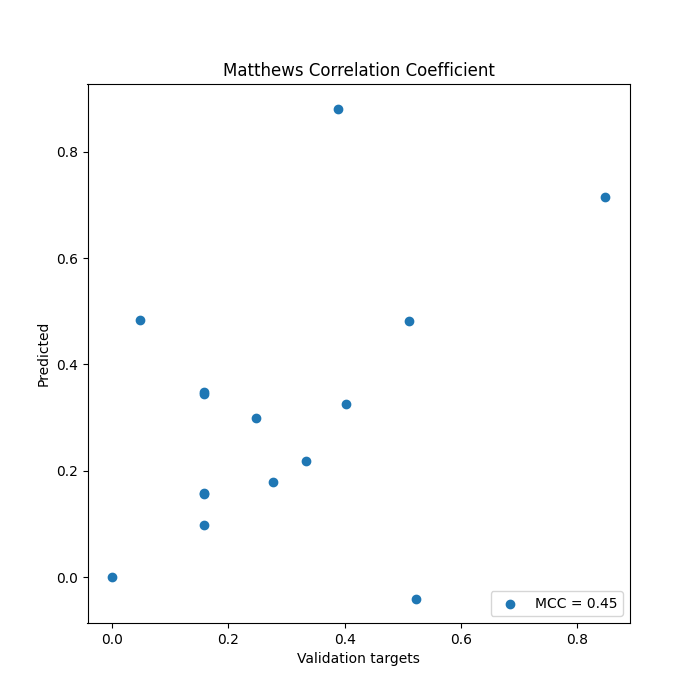 Matthews Correlation Coefficient
Predicted
0.8
0.6
0.4
0.2
0.0
MCC = 0.45
0.0 0.2 0.4 0.6 0.8
Validation targets